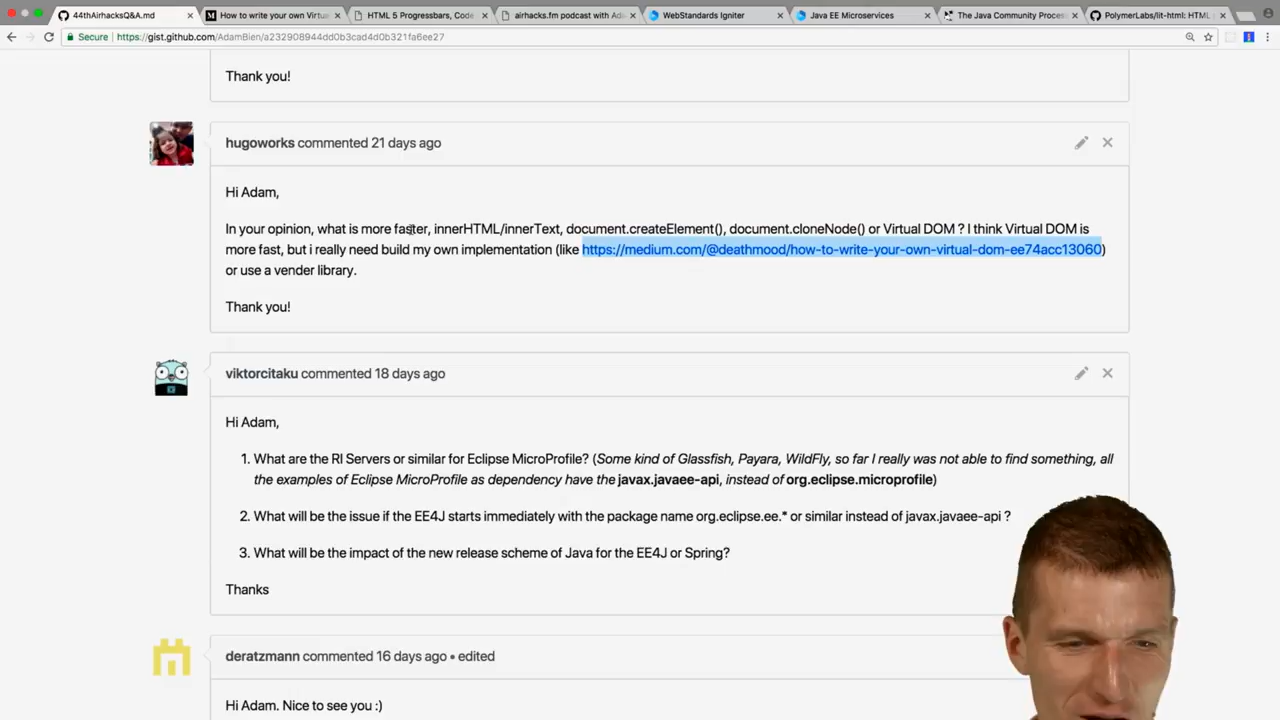 44thAirhacksQ&A.md
How to write your own Virtu
HTML 5 Progressbars, Code
airhacks.fm podcast with Ad
WebStandards Igniter
Java EE Microservices
The Java Community Proces
PolymerLabs/lit-html: HTML
Secure https://gist.github.com/AdamBien/a232908944dd0b3cad4d0b321fa6ee27
Thank you!
hugoworks commented 21 days ago
Hi Adam,
In your opinion, what is more faster, innerHTML/innerText, document.createElement(), document.cloneNode() or Virtual DOM ? I think Virtual DOM is
more fast, but i really need build my own implementation (like https://medium.com/@deathmood/how-to-write-your-own-virtual-dom-ee74acc13060)
or use a vender library.
Thank you!
viktorcitaku commented 18 days ago
Hi Adam,
1. What are the RI Servers or similar for Eclipse MicroProfile? (Some kind of Glassfish, Payara, WildFly, so far I really was not able to find something, all
the examples of Eclipse MicroProfile as dependency have the javax.javaee-api, instead of org.eclipse.microprofile)
2. What will be the issue if the EE4J starts immediately with the package name org.eclipse.ee.* or similar instead of javax.javaee-api ?
3. What will be the impact of the new release scheme of Java for the EE4J or Spring?
Thanks
deratzmann commented 16 days ago • edited
Hi Adam. Nice to see you :)